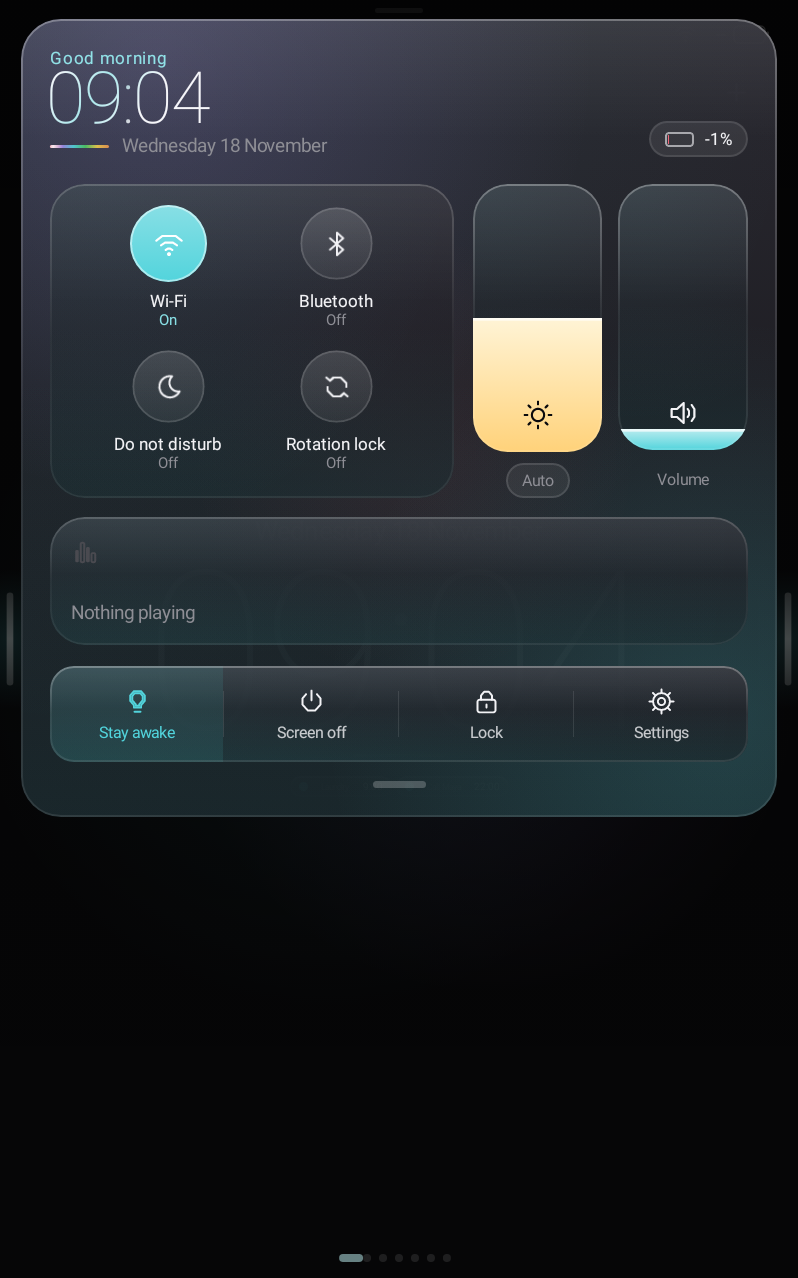 Good morning
09:04
Wednesday 18 November
-1%
Wi-Fi
On
Bluetooth
Off
Do not disturb
Off
Rotation lock
Off
Auto
Volume
Nothing playing
Stay awake
Screen off
Lock
Settings